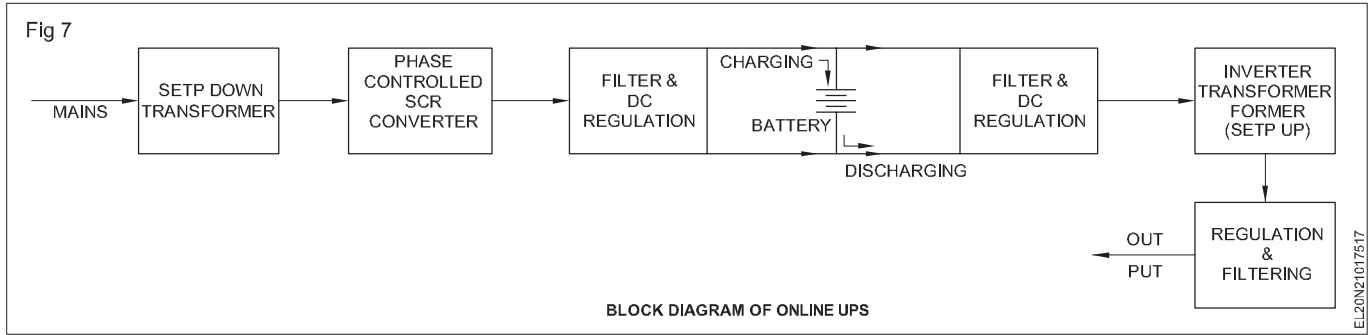 Fig 7
MAINS
SETP DOWN
TRANSFORMER
PHASE
CONTROLLED
SCR
CONVERTER
FILTER &
DC
REGULATION
CHARGING
BATTERY
DISCHARGING
FILTER &
DC
REGULATION
INVERTER
TRANSFORMER
FORMER
(SETP UP)
REGULATION
&
FILTERING
OUT
PUT
BLOCK DIAGRAM OF ONLINE UPS
EL20N21017517